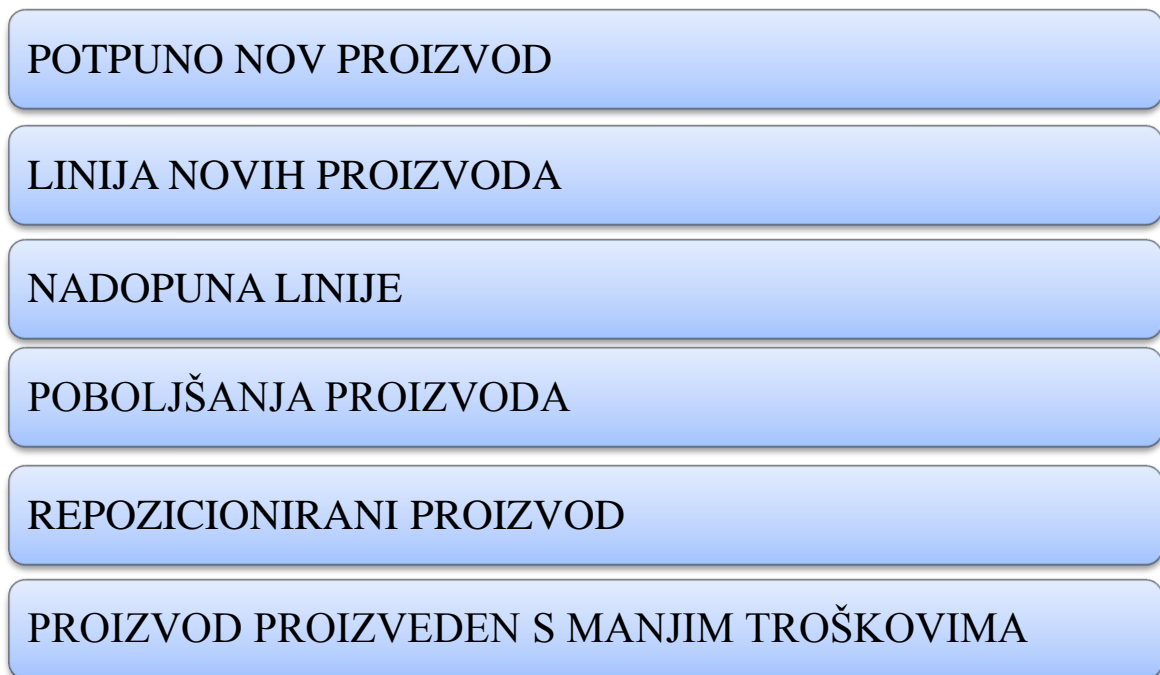 POTPUNO NOV PROIZVOD
LINIJA NOVIH PROIZVODA
NADOPUNA LINIJE
POBOLJŠANJA PROIZVODA
REPOZICIONIRANI PROIZVOD
PROIZVOD PROIZVEDEN S MANJIM TROŠKOVIMA